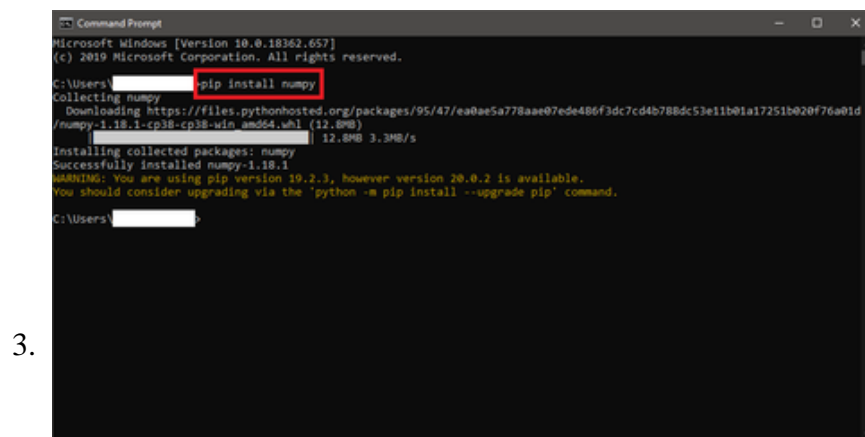 Command Prompt
Microsoft Windows [Version 10.0.18362.657]
(c) 2019 Microsoft Corporation. All rights reserved.
C:\Users\ >pip install numpy
Collecting numpy
Downloading https://files.pythonhosted.org/packages/95/47/ea0ae5a778aae07ede486f3dc7cd4b788dc53e11b01a17251b020f76a01d
/numpy-1.18.1-cp38-cp38-win_amd64.whl (12.8MB)
| | 12.8MB 3.3MB/s
Installing collected packages: numpy
Successfully installed numpy-1.18.1
WARNING: You are using pip version 19.2.3, however version 20.0.2 is available.
You should consider upgrading via the 'python -m pip install --upgrade pip' command.
C:\Users\ >
3.